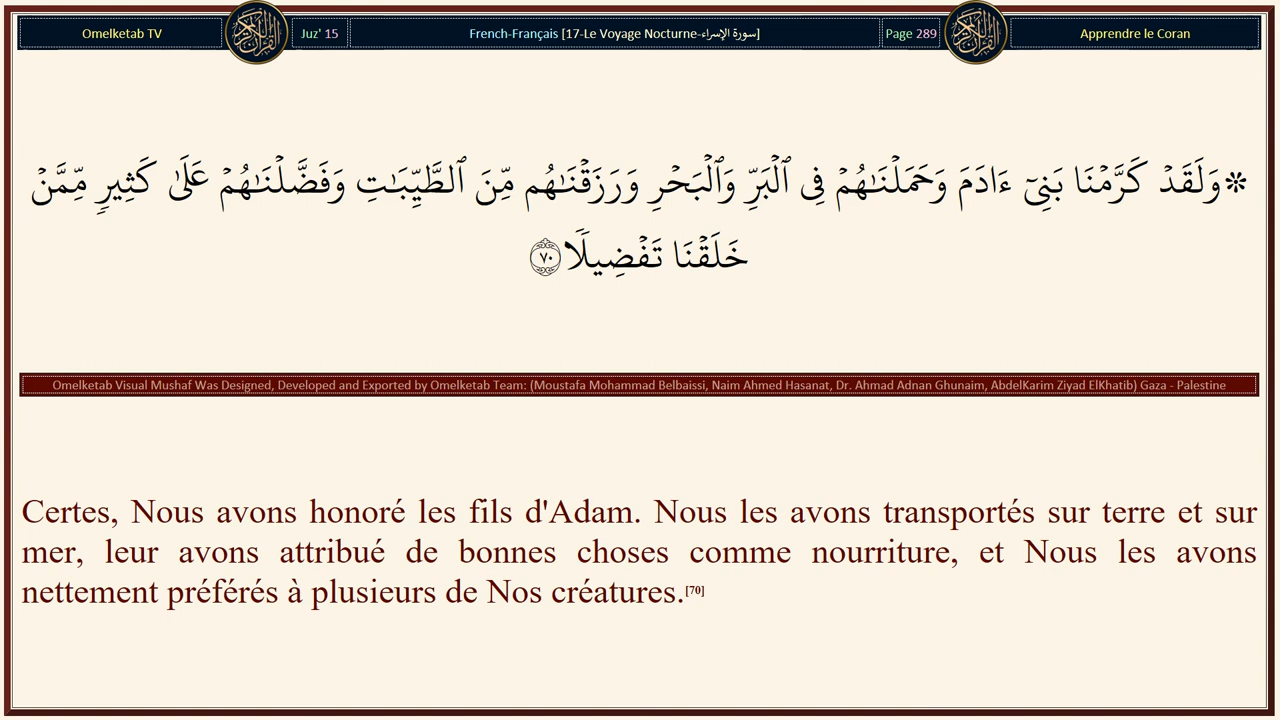 Omelketab TV
Juz' 15
French-Français [17-Le Voyage Nocturne-سورة الإسراء]
Page 289
Apprendre le Coran
۞وَلَقَدۡ كَرَّمۡنَا بَنِيٓ ءَادَمَ وَحَمَلۡنَٰهُمۡ فِي ٱلۡبَرِّ وَٱلۡبَحۡرِ وَرَزَقۡنَٰهُم مِّنَ ٱلطَّيِّبَٰتِ وَفَضَّلۡنَٰهُمۡ عَلَىٰ كَثِيرٖ مِّمَّنۡ
خَلَقۡنَا تَفۡضِيلٗا ٧٠
Omelketab Visual Mushaf Was Designed, Developed and Exported by Omelketab Team: (Moustafa Mohammad Belbaissi, Naim Ahmed Hasanat, Dr. Ahmad Adnan Ghunaim, AbdelKarim Ziyad ElKhatib) Gaza - Palestine
Certes, Nous avons honoré les fils d'Adam. Nous les avons transportés sur terre et sur
mer, leur avons attribué de bonnes choses comme nourriture, et Nous les avons
nettement préférés à plusieurs de Nos créatures.[70]